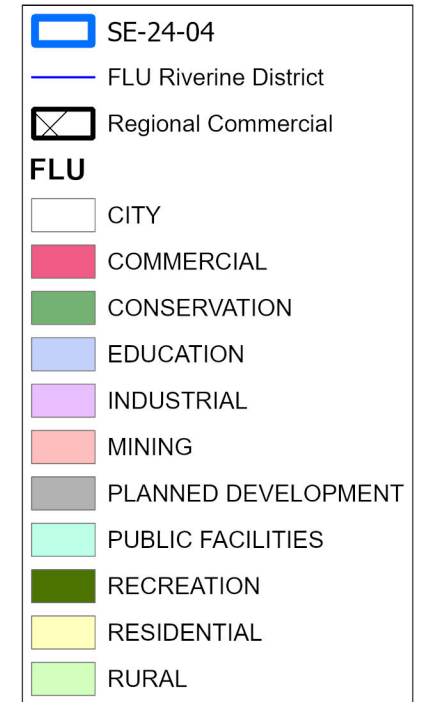 SE-24-04
FLU Riverine District
Regional Commercial
FLU
CITY
COMMERCIAL
CONSERVATION
EDUCATION
INDUSTRIAL
MINING
PLANNED DEVELOPMENT
PUBLIC FACILITIES
RECREATION
RESIDENTIAL
RURAL